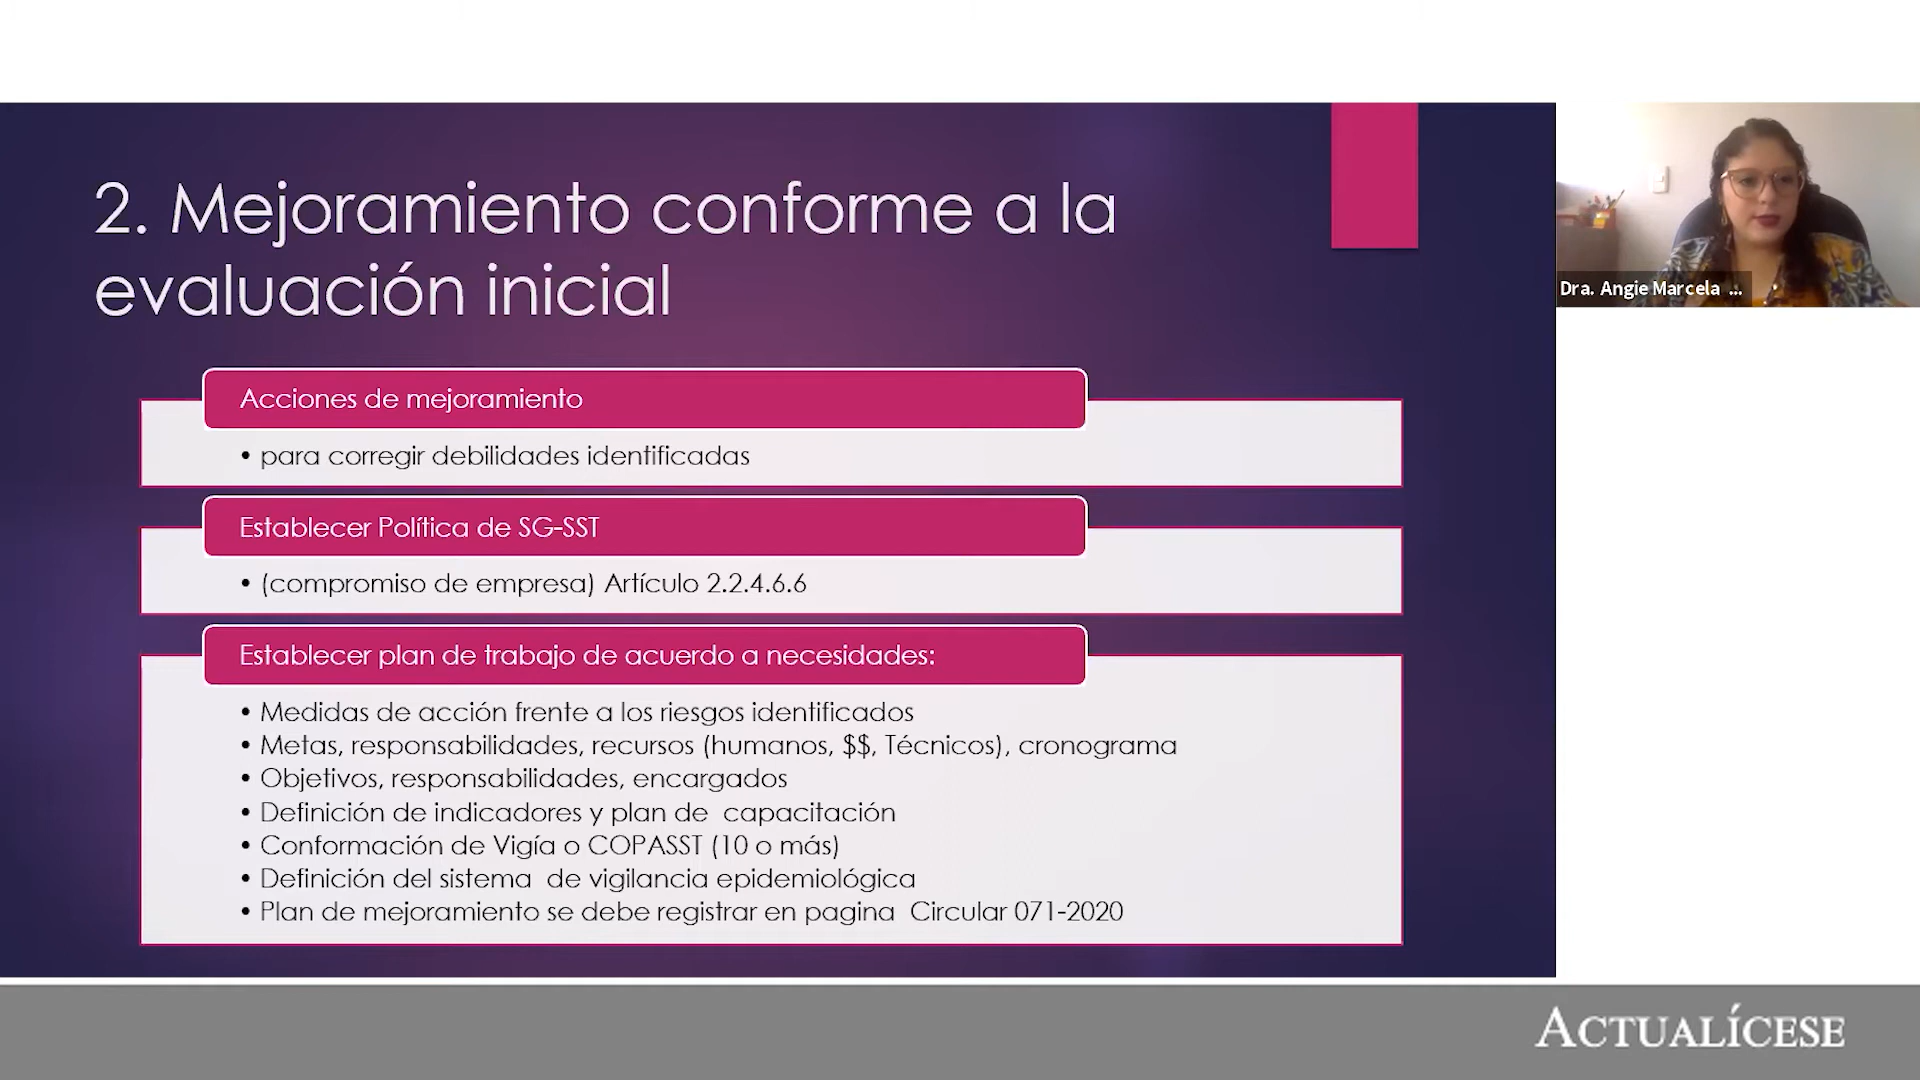 2. Mejoramiento conforme a la
evaluación inicial
Dra. Angie Marcela ...
Acciones de mejoramiento
• para corregir debilidades identificadas
Establecer Política de SG-SST
• (compromiso de empresa) Artículo 2.2.4.6.6
Establecer plan de trabajo de acuerdo a necesidades:
• Medidas de acción frente a los riesgos identificados
• Metas, responsabilidades, recursos (humanos, $$, Técnicos), cronograma
• Objetivos, responsabilidades, encargados
• Definición de indicadores y plan de  capacitación
• Conformación de Vigía o COPASST (10 o más)
• Definición del sistema  de vigilancia epidemiológica
• Plan de mejoramiento se debe registrar en pagina  Circular 071-2020
ACTUALÍCESE